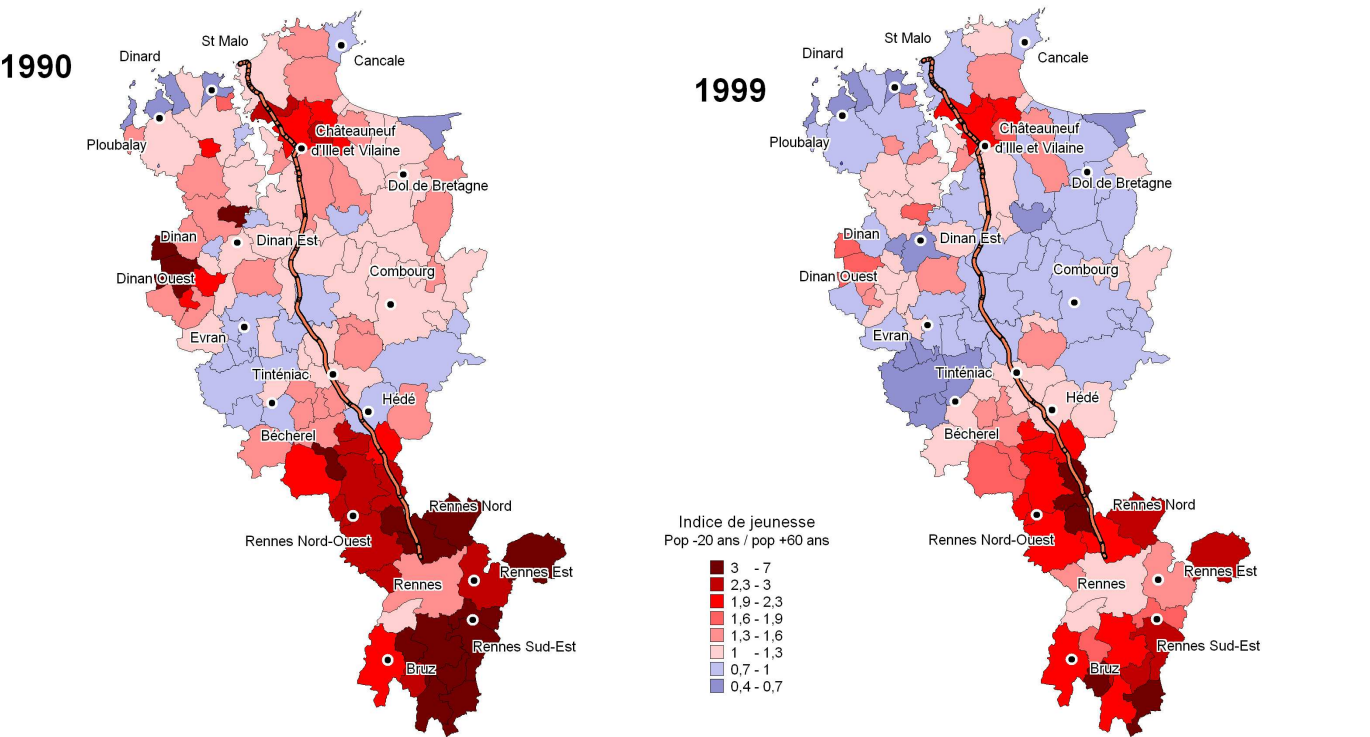 1990
St Malo
Dinard
Cancale
Ploubalay
Châteauneuf
d'Ille et Vilaine
Dol de Bretagne
Dinan
Dinan Est
Dinan Ouest
Combourg
Evran
Tinténiac
Hédé
Bécherel
Rennes Nord
Rennes Nord-Ouest
Rennes Est
Rennes
Rennes Sud-Est
Bruz
1999
St Malo
Dinard
Cancale
Ploubalay
Châteauneuf
d'Ille et Vilaine
Dol de Bretagne
Dinan
Dinan Est
Dinan Ouest
Combourg
Evran
Tinténiac
Hédé
Bécherel
Rennes Nord
Rennes Nord-Ouest
Rennes Est
Rennes
Rennes Sud-Est
Bruz
Indice de jeunesse
Pop -20 ans / pop +60 ans
3 - 7
2,3 - 3
1,9 - 2,3
1,6 - 1,9
1,3 - 1,6
1 - 1,3
0,7 - 1
0,4 - 0,7